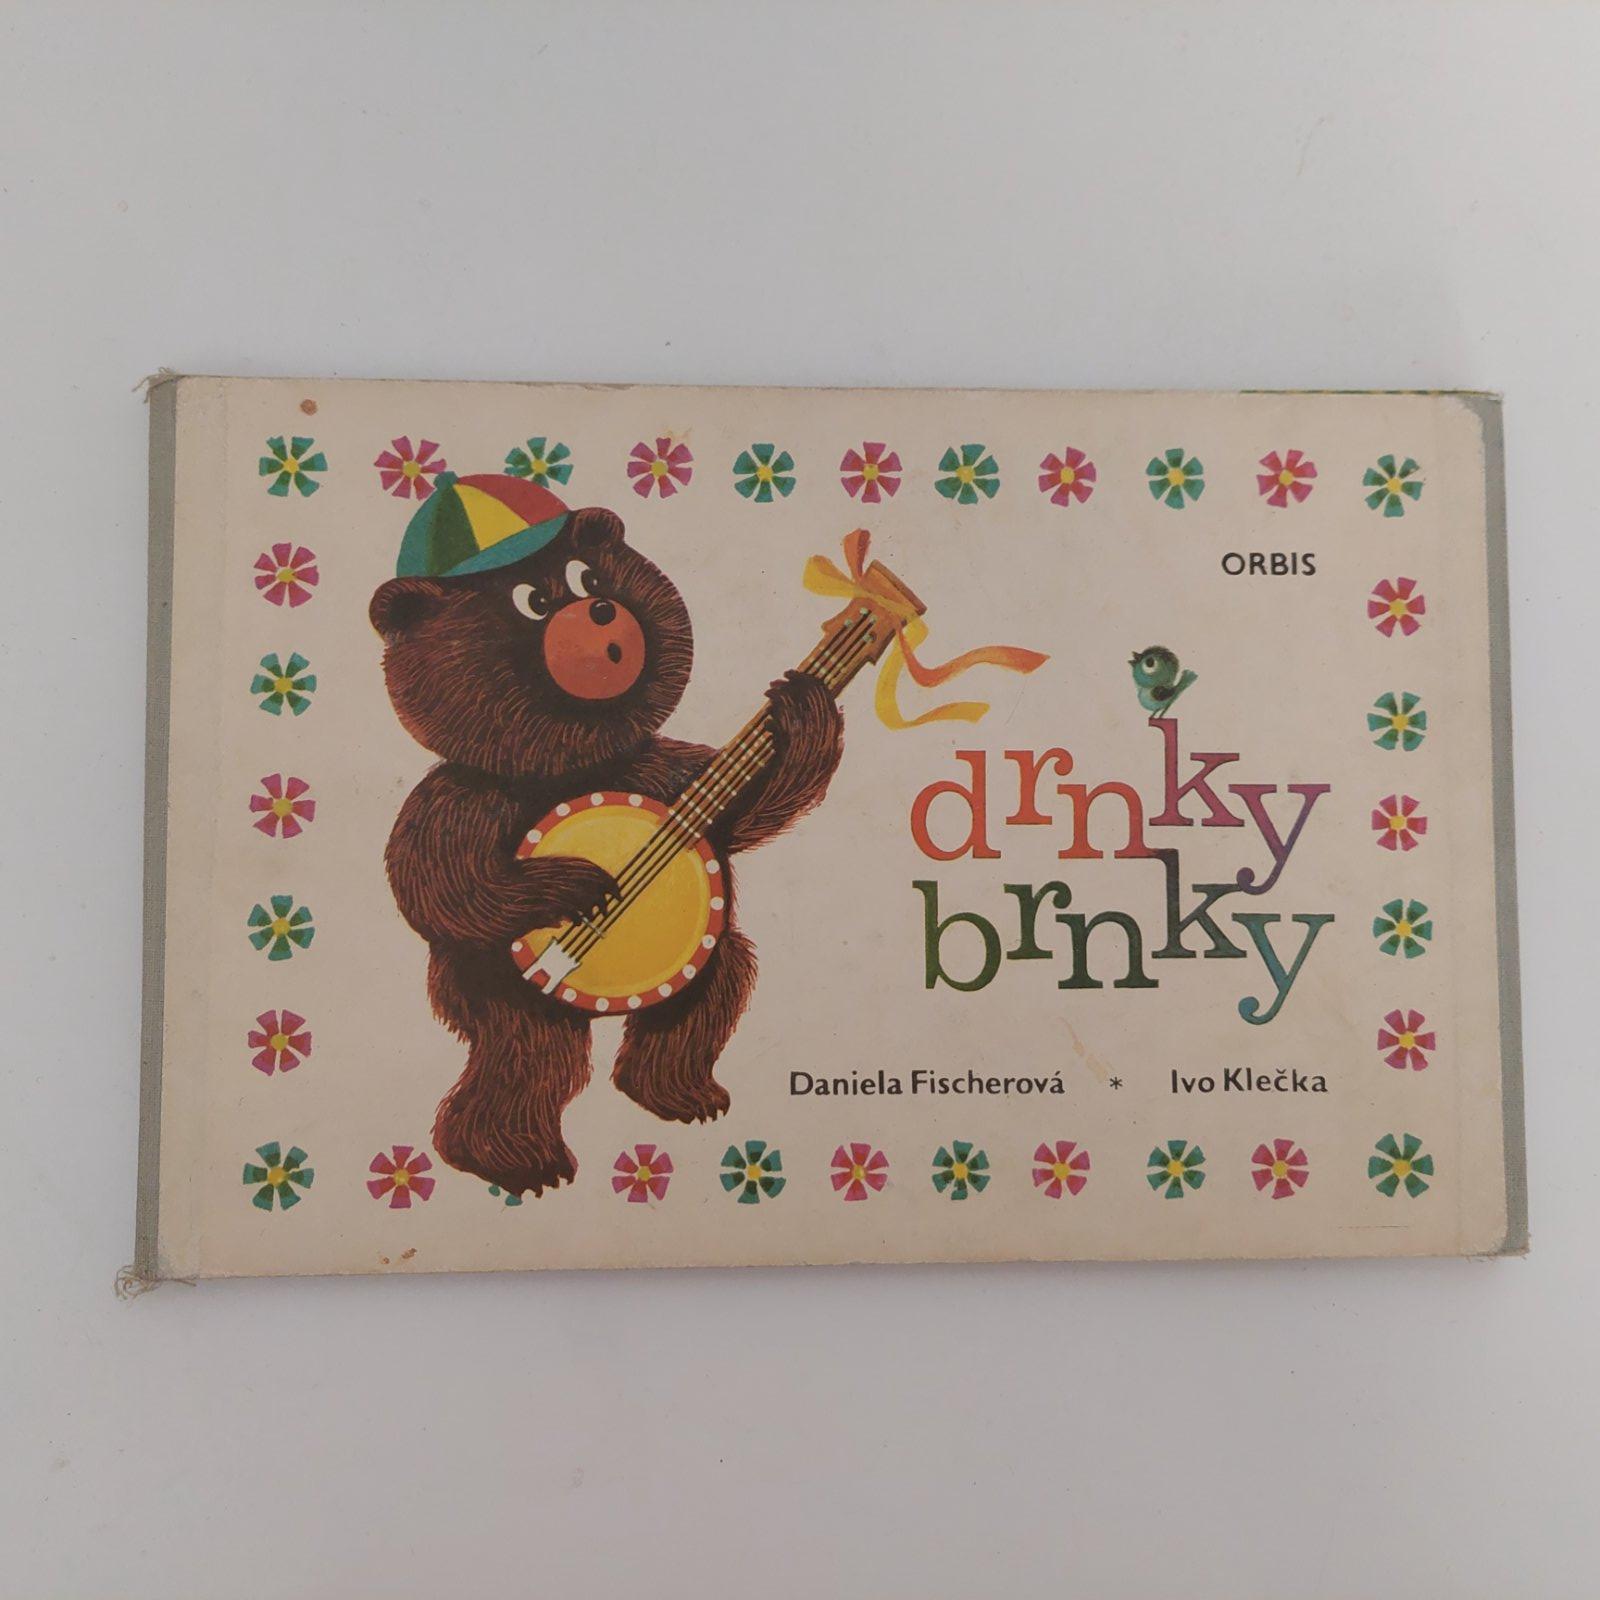 ORBIS
drnky
brnky
Daniela Fischerová * Ivo Klečka